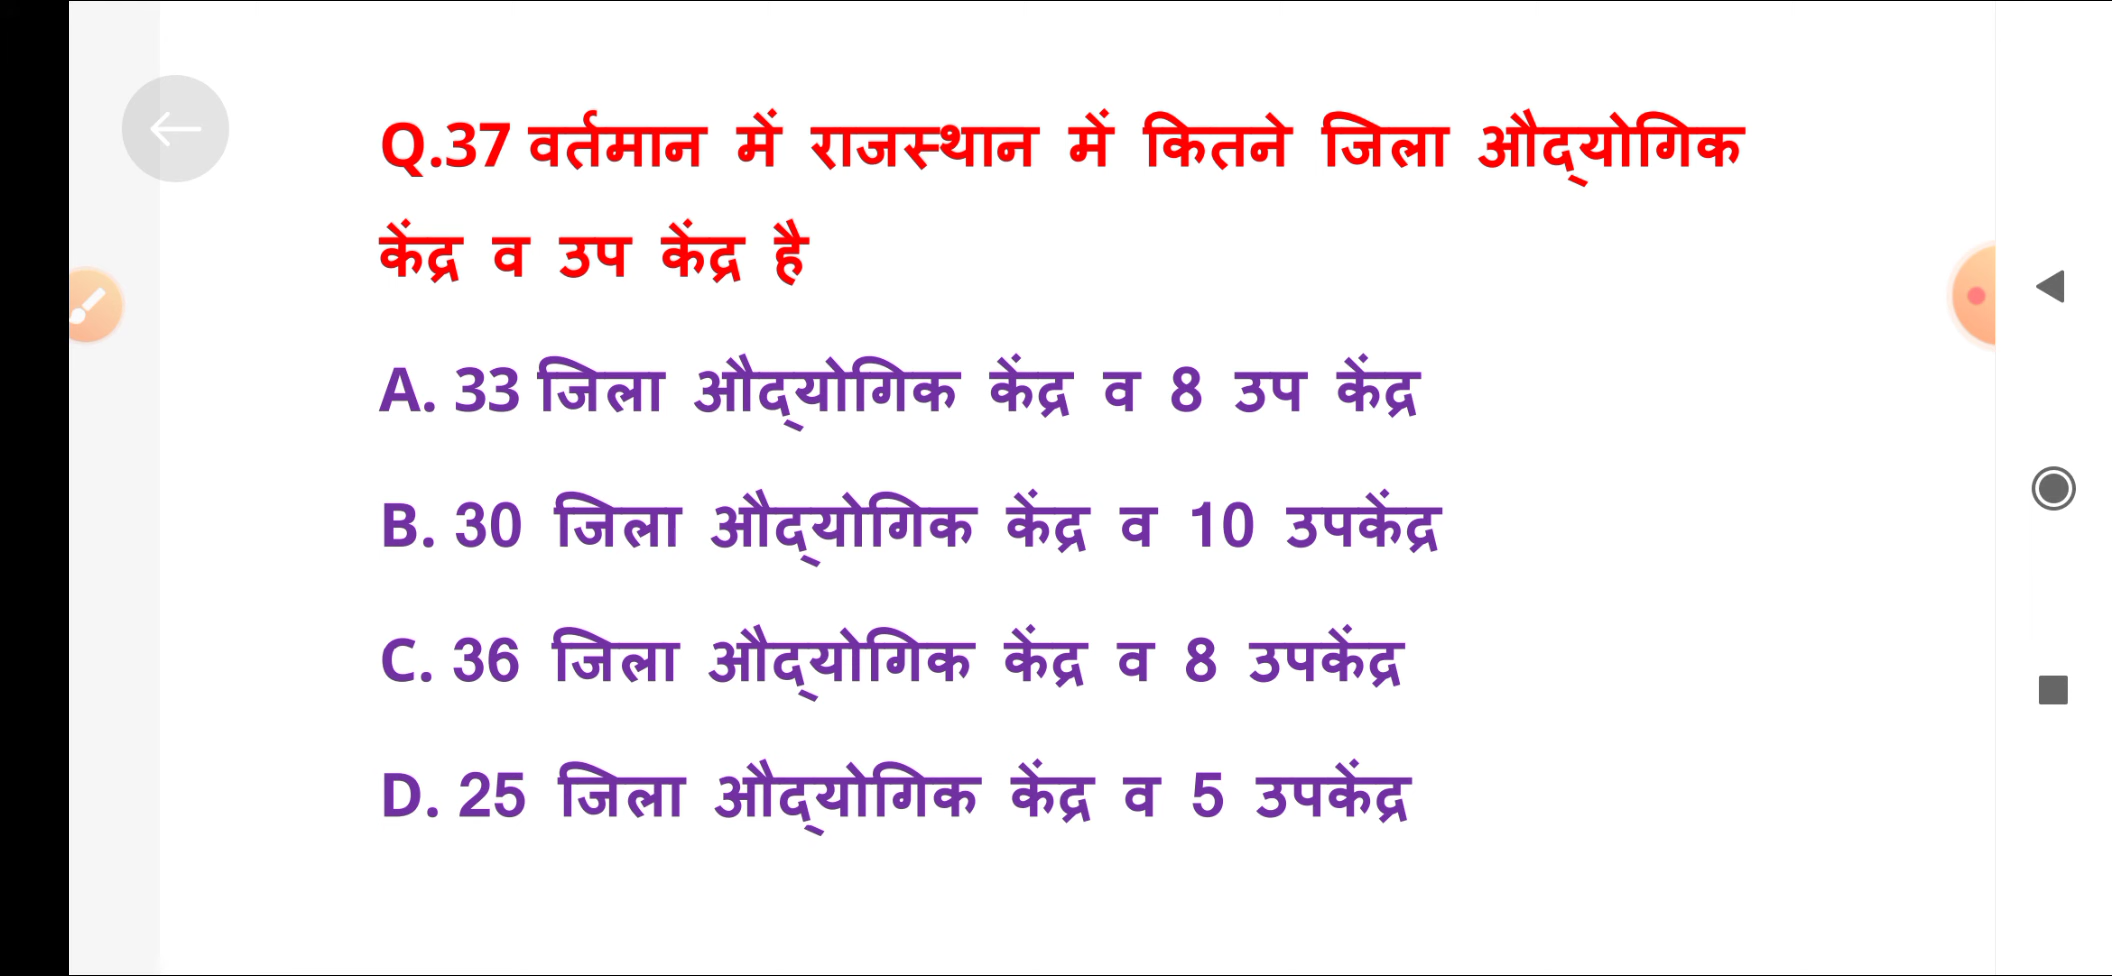 Q.37 वर्तमान में राजस्थान में कितने जिला औद्‌योगिक
केंद्र व उप केंद्र है
A. 33 जिला औद्‌योगिक केंद्र व 8 उप केंद्र
B. 30 जिला औद्‌योगिक केंद्र व 10 उपकेंद्र
C. 36 जिला औद्‌योगिक केंद्र व 8 उपकेंद्र
D. 25 जिला औद्‌योगिक केंद्र व 5 उपकेंद्र